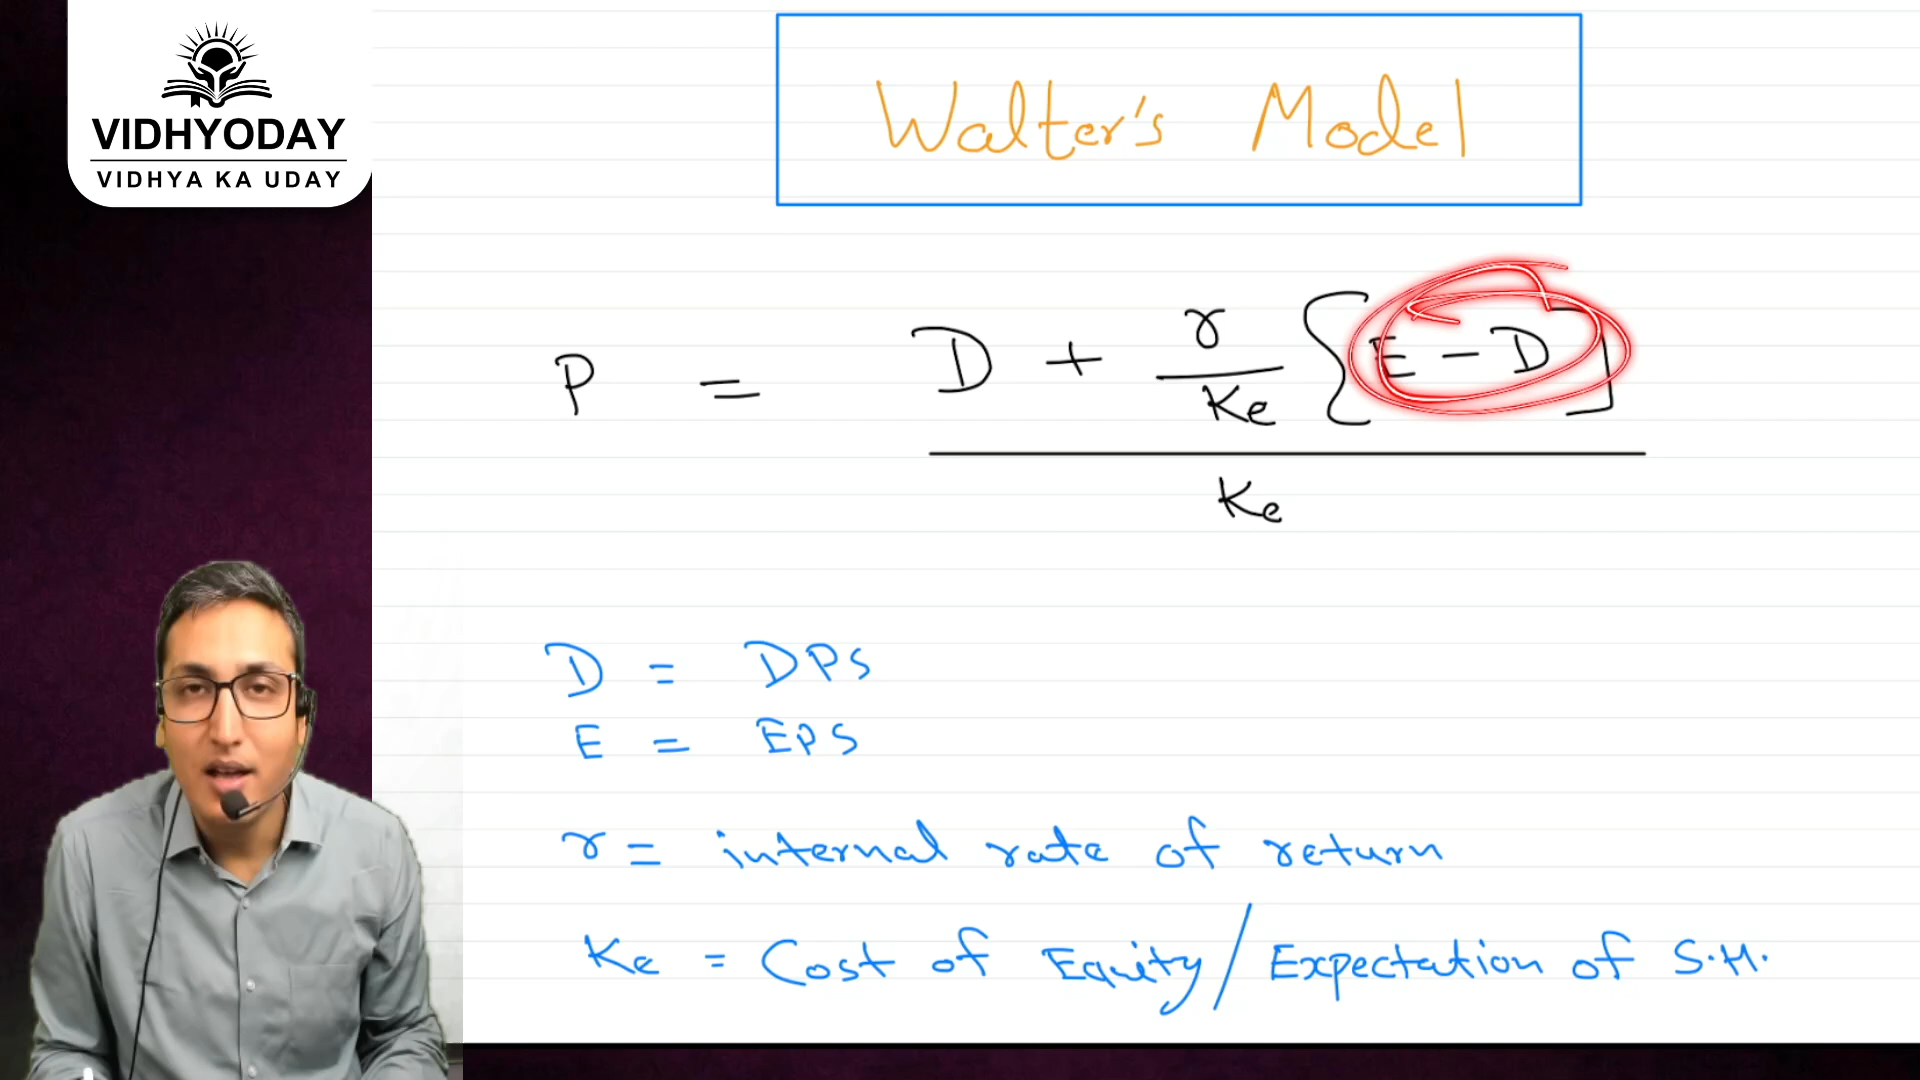 VIDHYODAY
VIDHYA KA UDAY
Walter's Model
P = D + r/Ke {E - D] / Ke
D = DPS
E = EPS
r = internal rate of return
Ke = Cost of Equity/Expectation of S.H.